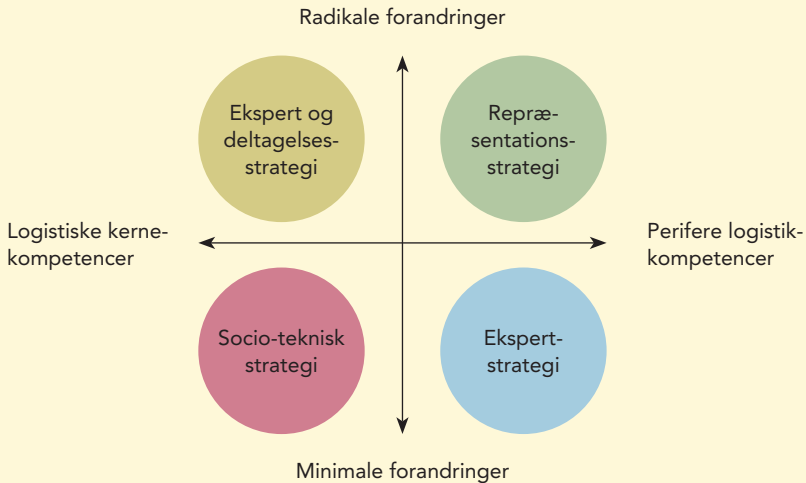 Radikale forandringer
Ekspert og
deltagelses-
strategi
Repræ-
sentations-
strategi
Logistiske kerne-
kompetencer
Perifere logistik-
kompetencer
Socio-teknisk
strategi
Ekspert-
strategi
Minimale forandringer